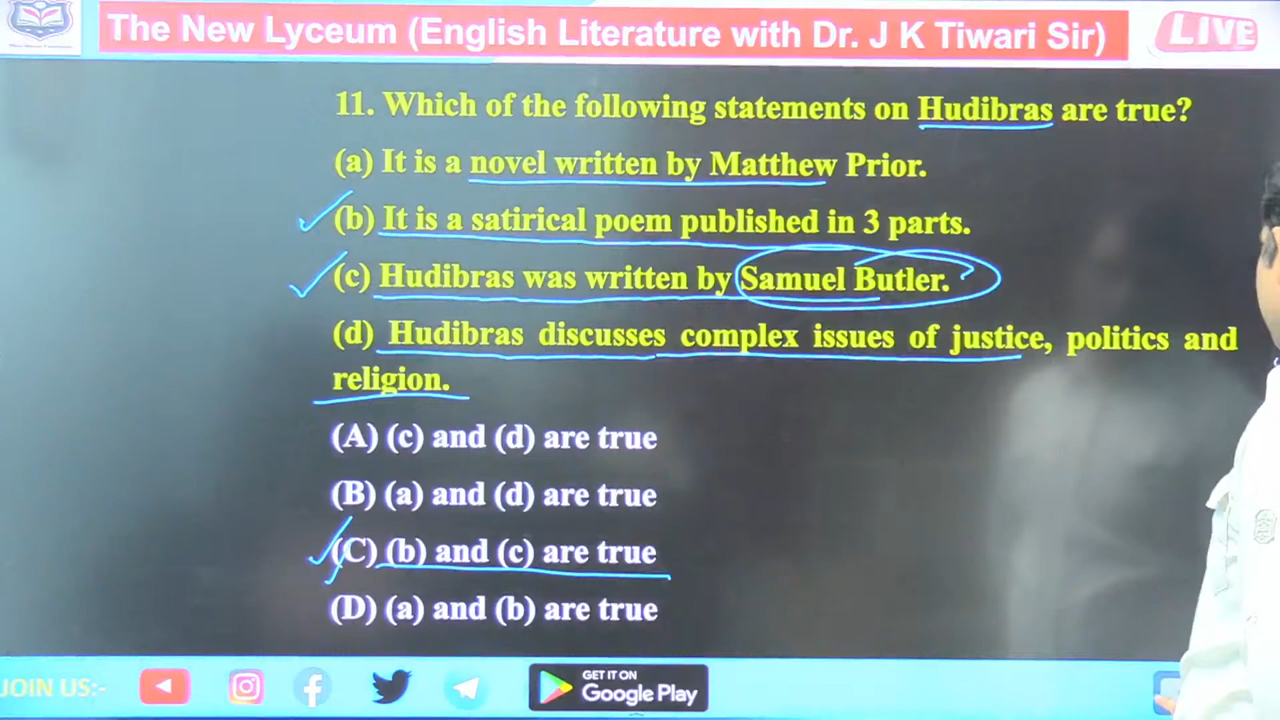 The New Lyceum (English Literature with Dr. J K Tiwari Sir)
LIVE
11. Which of the following statements on Hudibras are true?
(a) It is a novel written by Matthew Prior.
(b) It is a satirical poem published in 3 parts.
(c) Hudibras was written by Samuel Butler.
(d) Hudibras discusses complex issues of justice, politics and
religion.
(A) (c) and (d) are true
(B) (a) and (d) are true
(C) (b) and (c) are true
(D) (a) and (b) are true
JOIN US:-
GET IT ON
Google Play